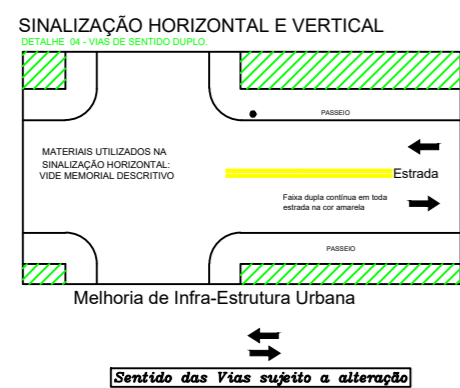 SINALIZAÇÃO HORIZONTAL E VERTICAL
DETALHE 04 - VIAS DE SENTIDO DUPLO.
PASSEIO
MATERIAIS UTILIZADOS NA
SINALIZAÇÃO HORIZONTAL:
VIDE MEMORIAL DESCRITIVO
Estrada
Faixa dupla contínua em toda
estrada na cor amarela
PASSEIO
Melhoria de Infra-Estrutura Urbana
Sentido das Vias sujeito a alteração